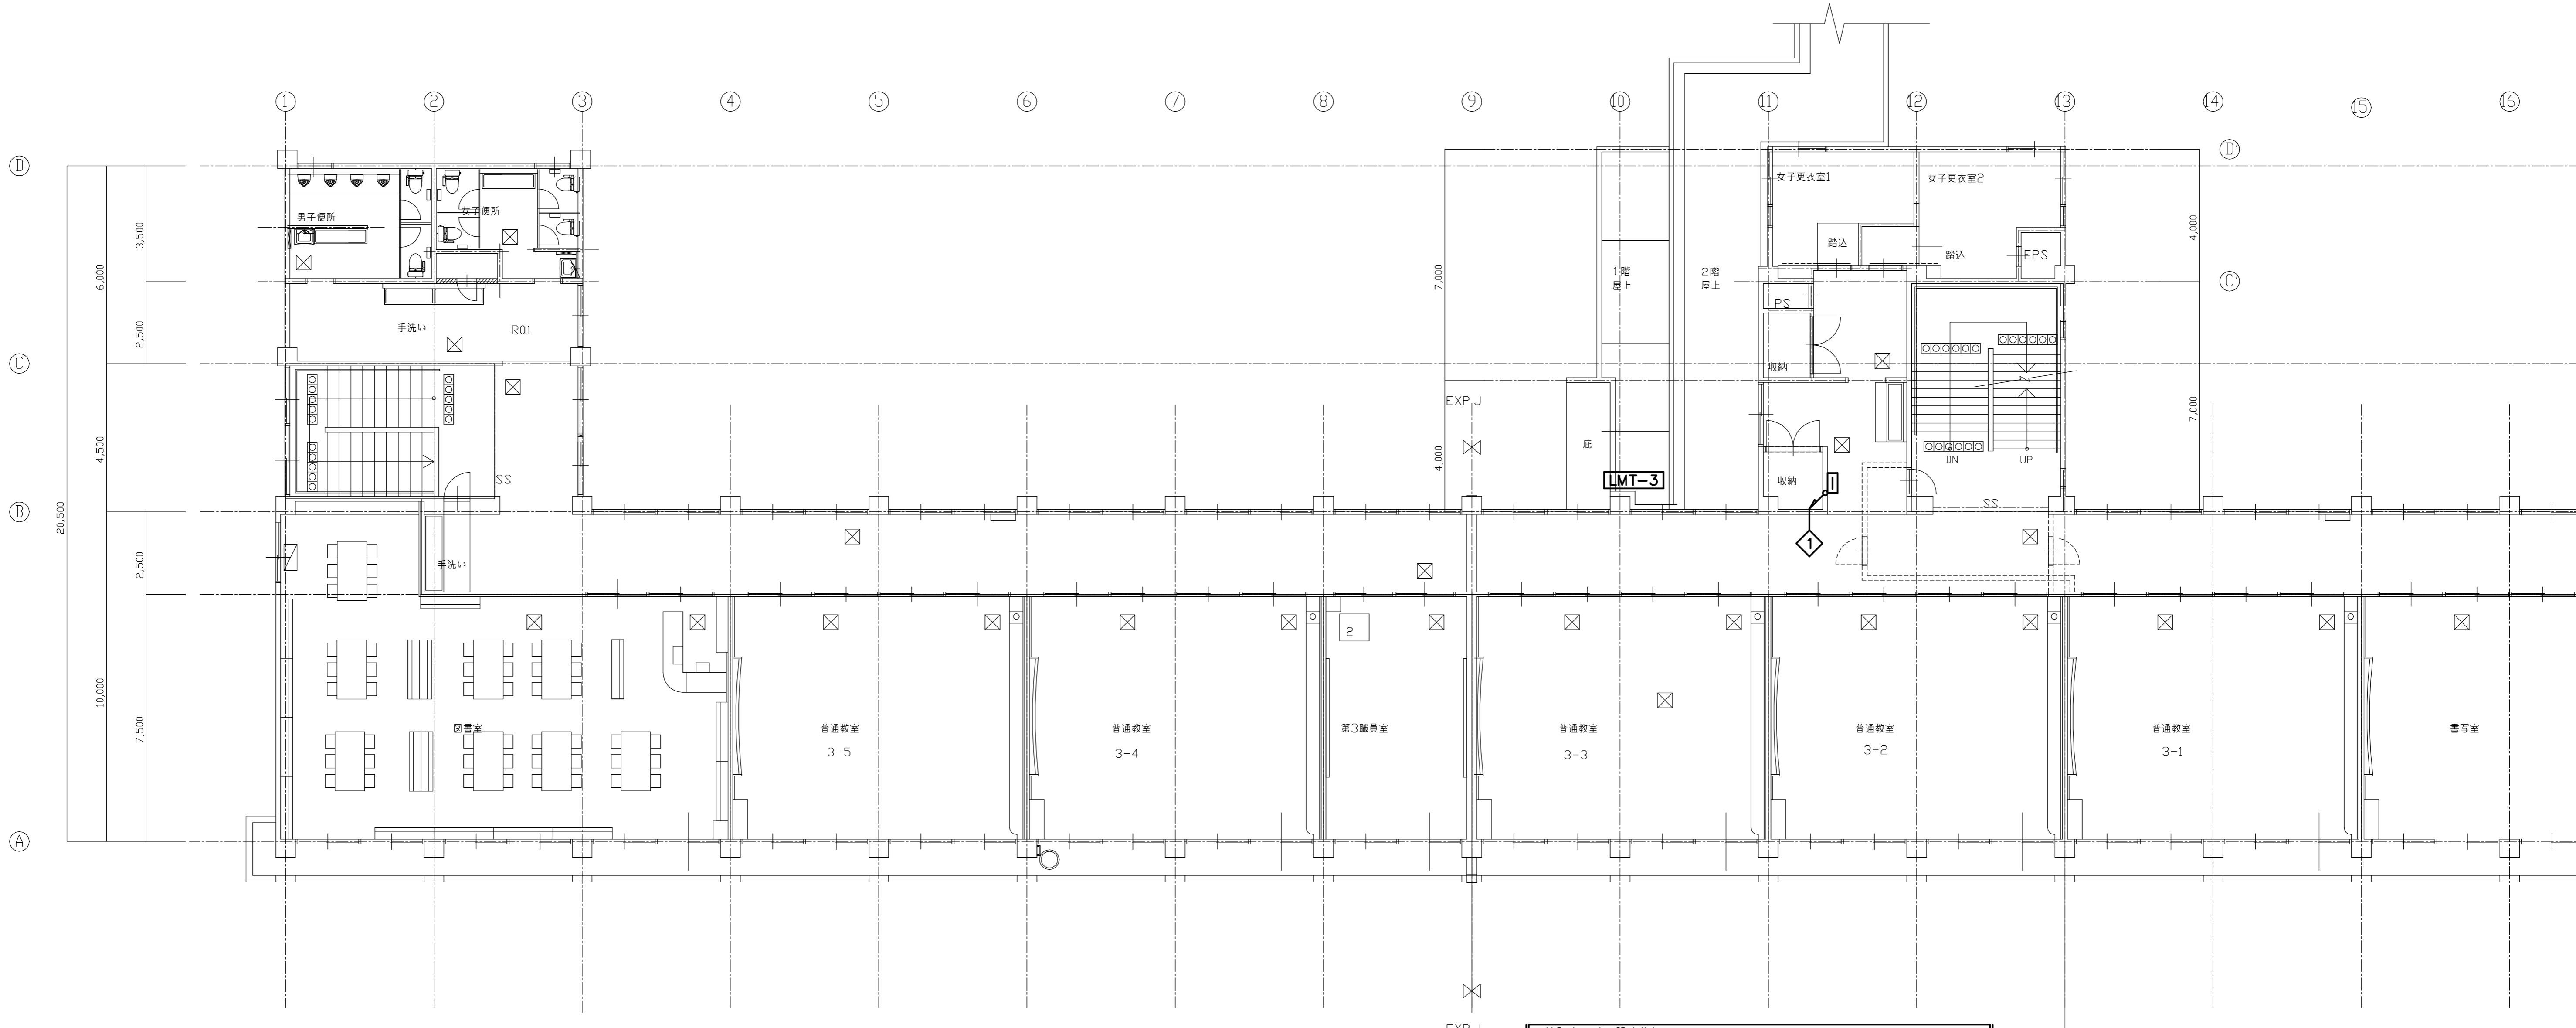 1
2
3
4
5
6
7
8
9
10
11
12
13
14
15
16
D
D'
女子更衣室1
女子更衣室2
男子便所
女子便所
3,500
4,000
踏込
踏込
EPS
6,000
7,000
1階
屋上
2階
屋上
C'
PS
2,500
手洗い
R01
C
収納
EXP.J
7,000
庇
4,500
4,000
DN
UP
SS
LMT-3
収納
SS
B
20,500
1
2,500
手洗い
2
10,000
7,500
図書室
普通教室
3-5
普通教室
3-4
第3職員室
普通教室
3-3
普通教室
3-2
普通教室
3-1
書写室
A